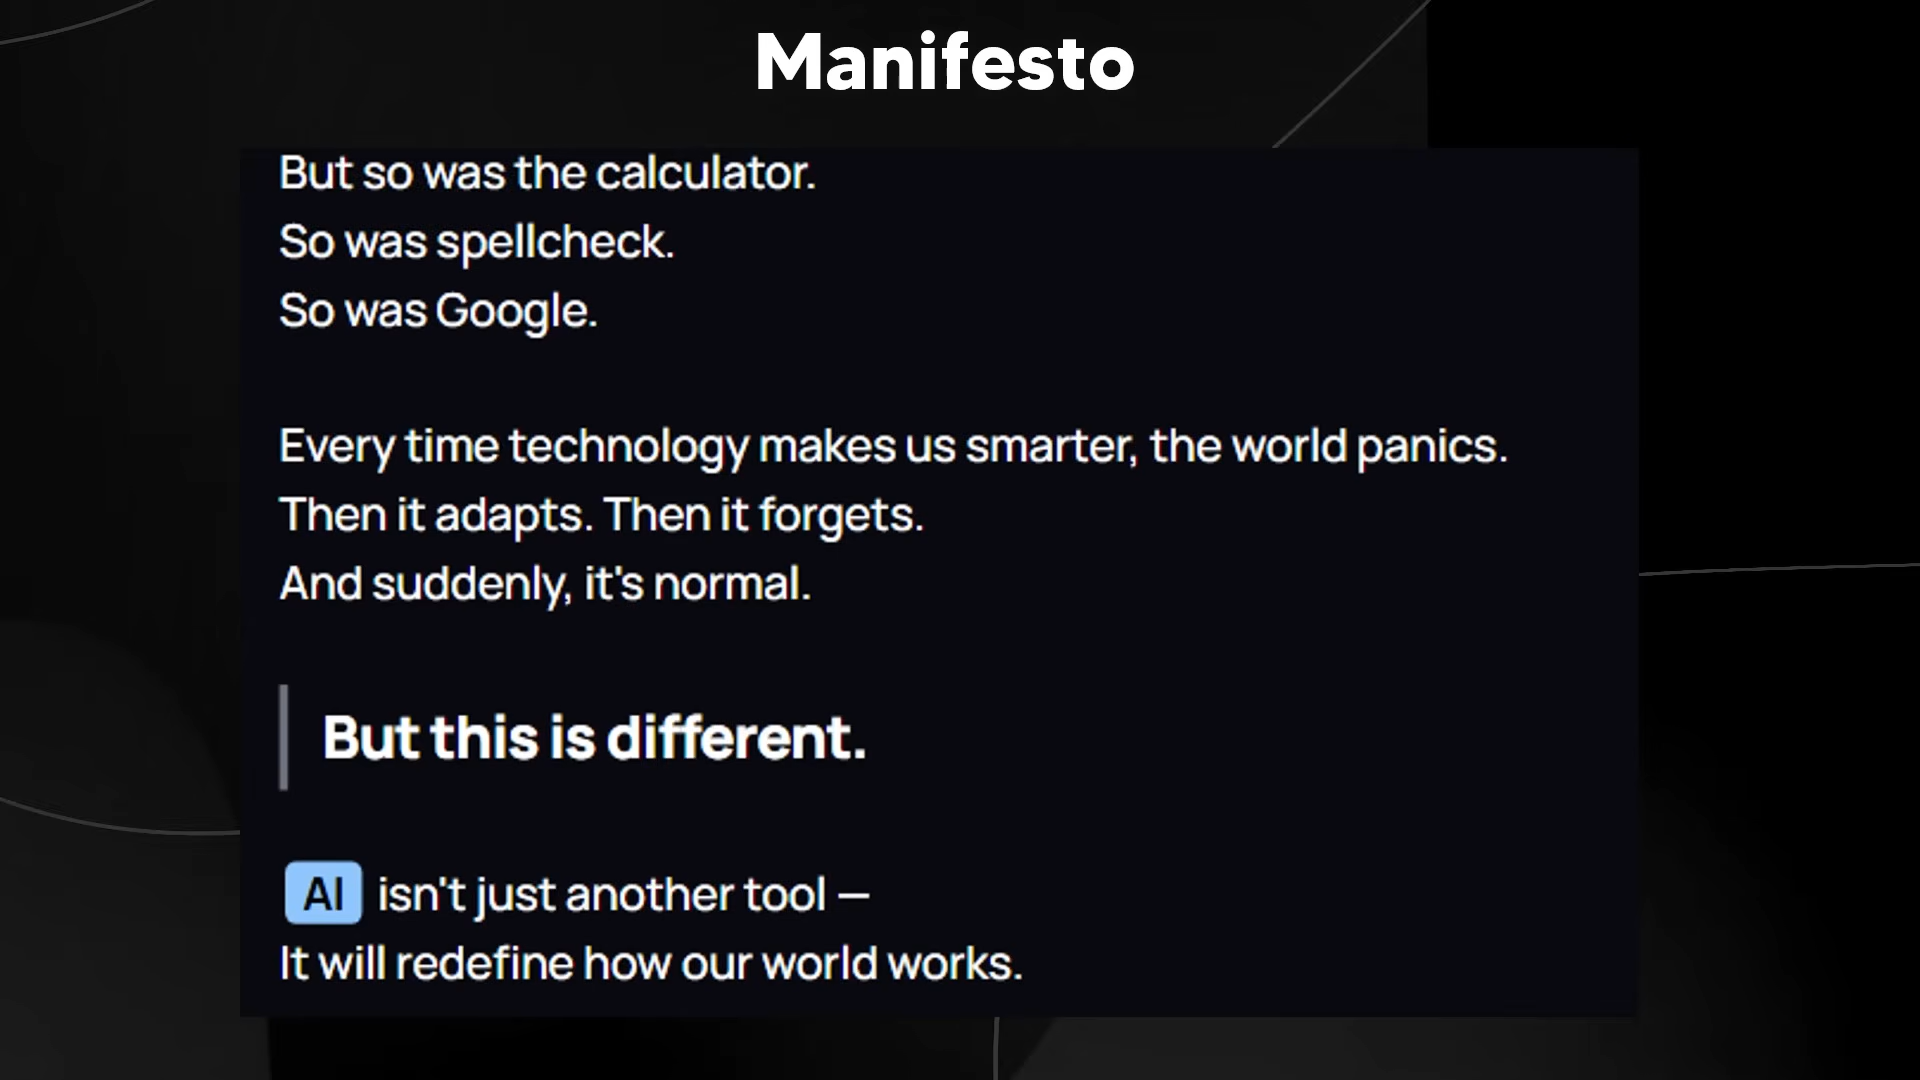 Manifesto
But so was the calculator.
So was spellcheck.
So was Google.
Every time technology makes us smarter, the world panics.
Then it adapts. Then it forgets.
And suddenly, it's normal.
But this is different.
AI isn't just another tool —
It will redefine how our world works.